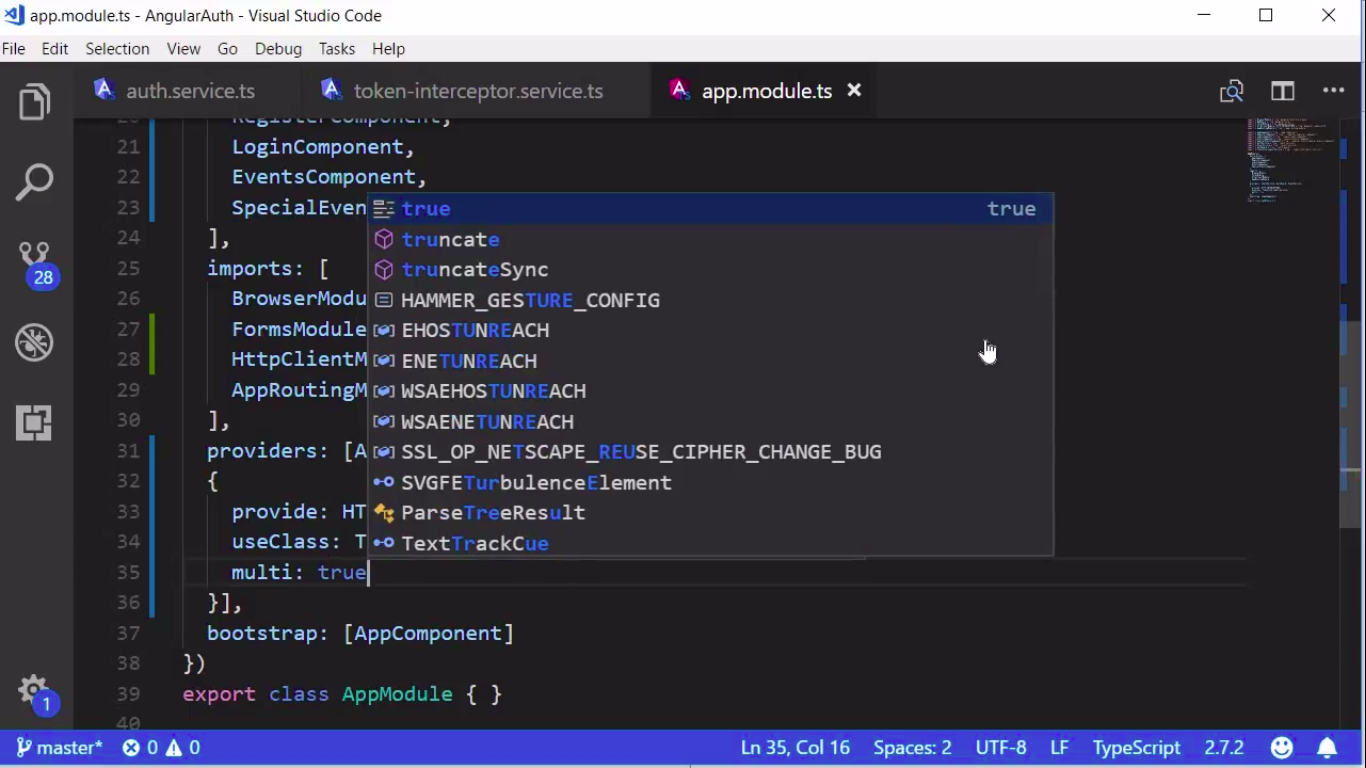 app.module.ts - AngularAuth - Visual Studio Code
File Edit Selection View Go Debug Tasks Help
auth.service.ts token-interceptor.service.ts app.module.ts
20 RegisterComponent,
21 LoginComponent,
22 EventsComponent,
23 SpecialEven
24 ],
25 imports: [
26 BrowserModu
27 FormsModule
28 HttpClientM
29 AppRoutingM
30 ],
31 providers: [A
32 {
33 provide: HT
34 useClass: T
35 multi: true
36 }],
37 bootstrap: [AppComponent]
38 })
39 export class AppModule { }
40
true true
truncate
truncateSync
HAMMER_GESTURE_CONFIG
EHOSTUNREACH
ENETUNREACH
WSAEHOSTUNREACH
WSAENETUNREACH
SSL_OP_NETSCAPE_REUSE_CIPHER_CHANGE_BUG
SVGFETurbulenceElement
ParseTreeResult
TextTrackCue
28
1
master* 0 0 Ln 35, Col 16 Spaces: 2 UTF-8 LF TypeScript 2.7.2